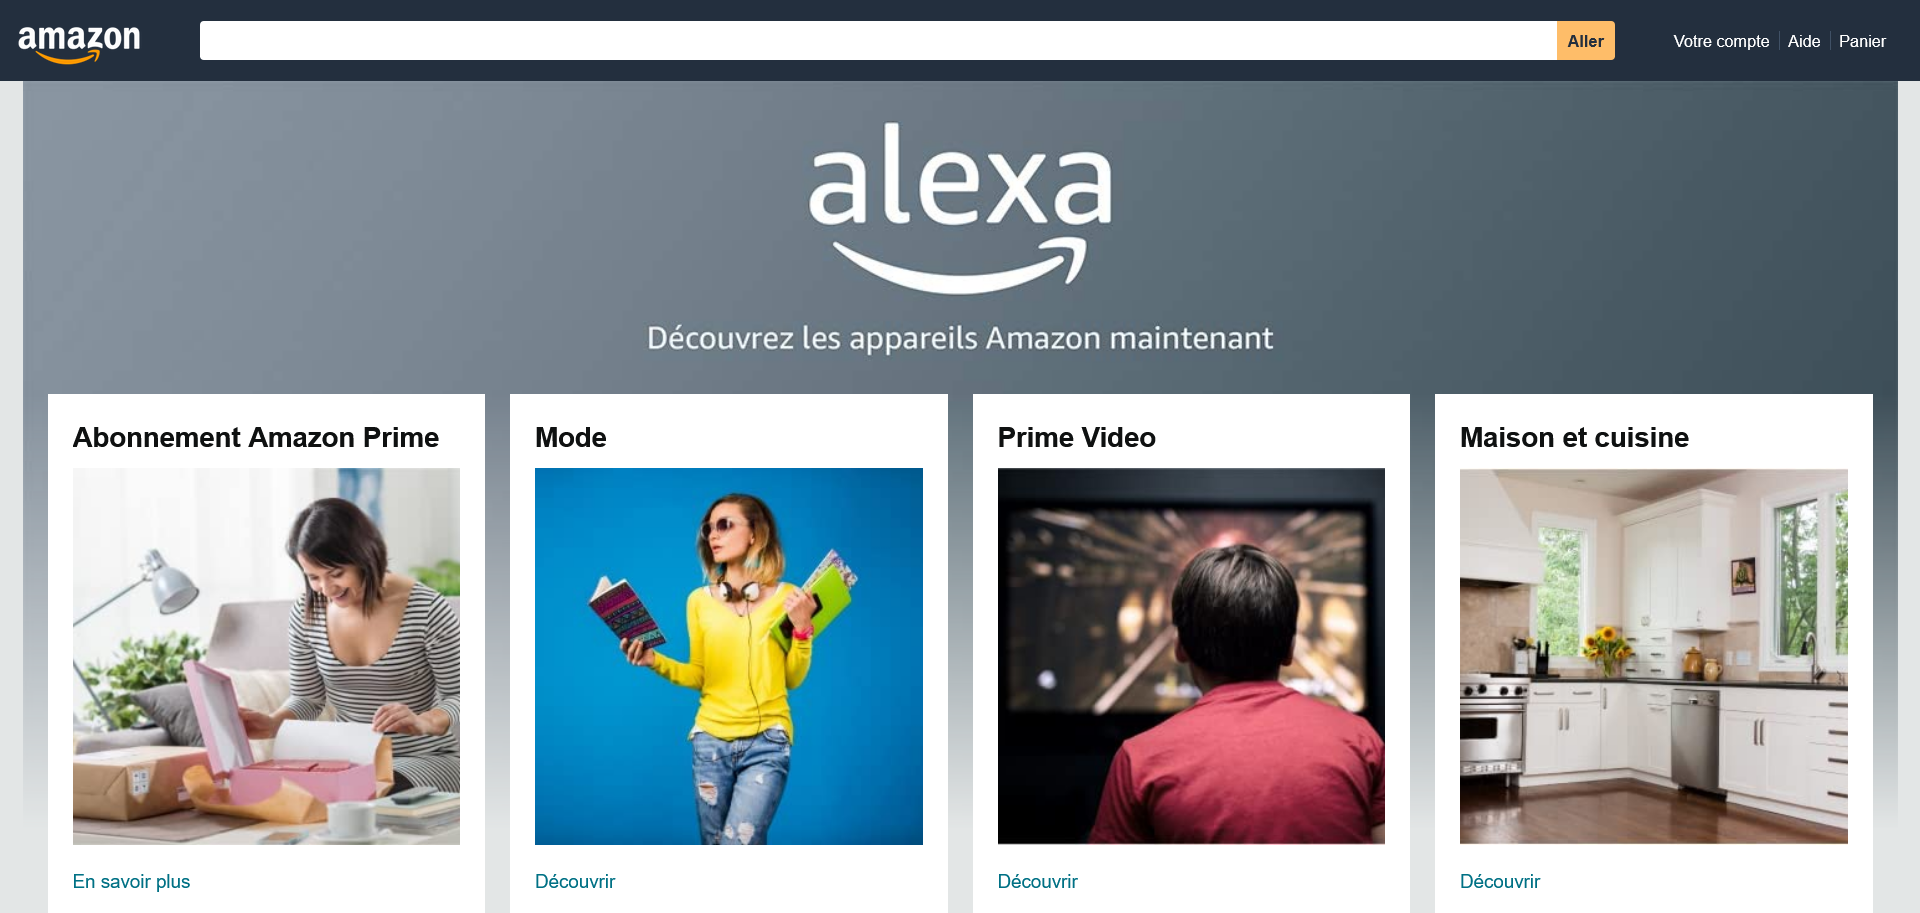 amazon
Aller
Votre compte
Aide
Panier
alexa
Découvrez les appareils Amazon maintenant
Abonnement Amazon Prime
Mode
Prime Video
Maison et cuisine
En savoir plus
Découvrir
Découvrir
Découvrir